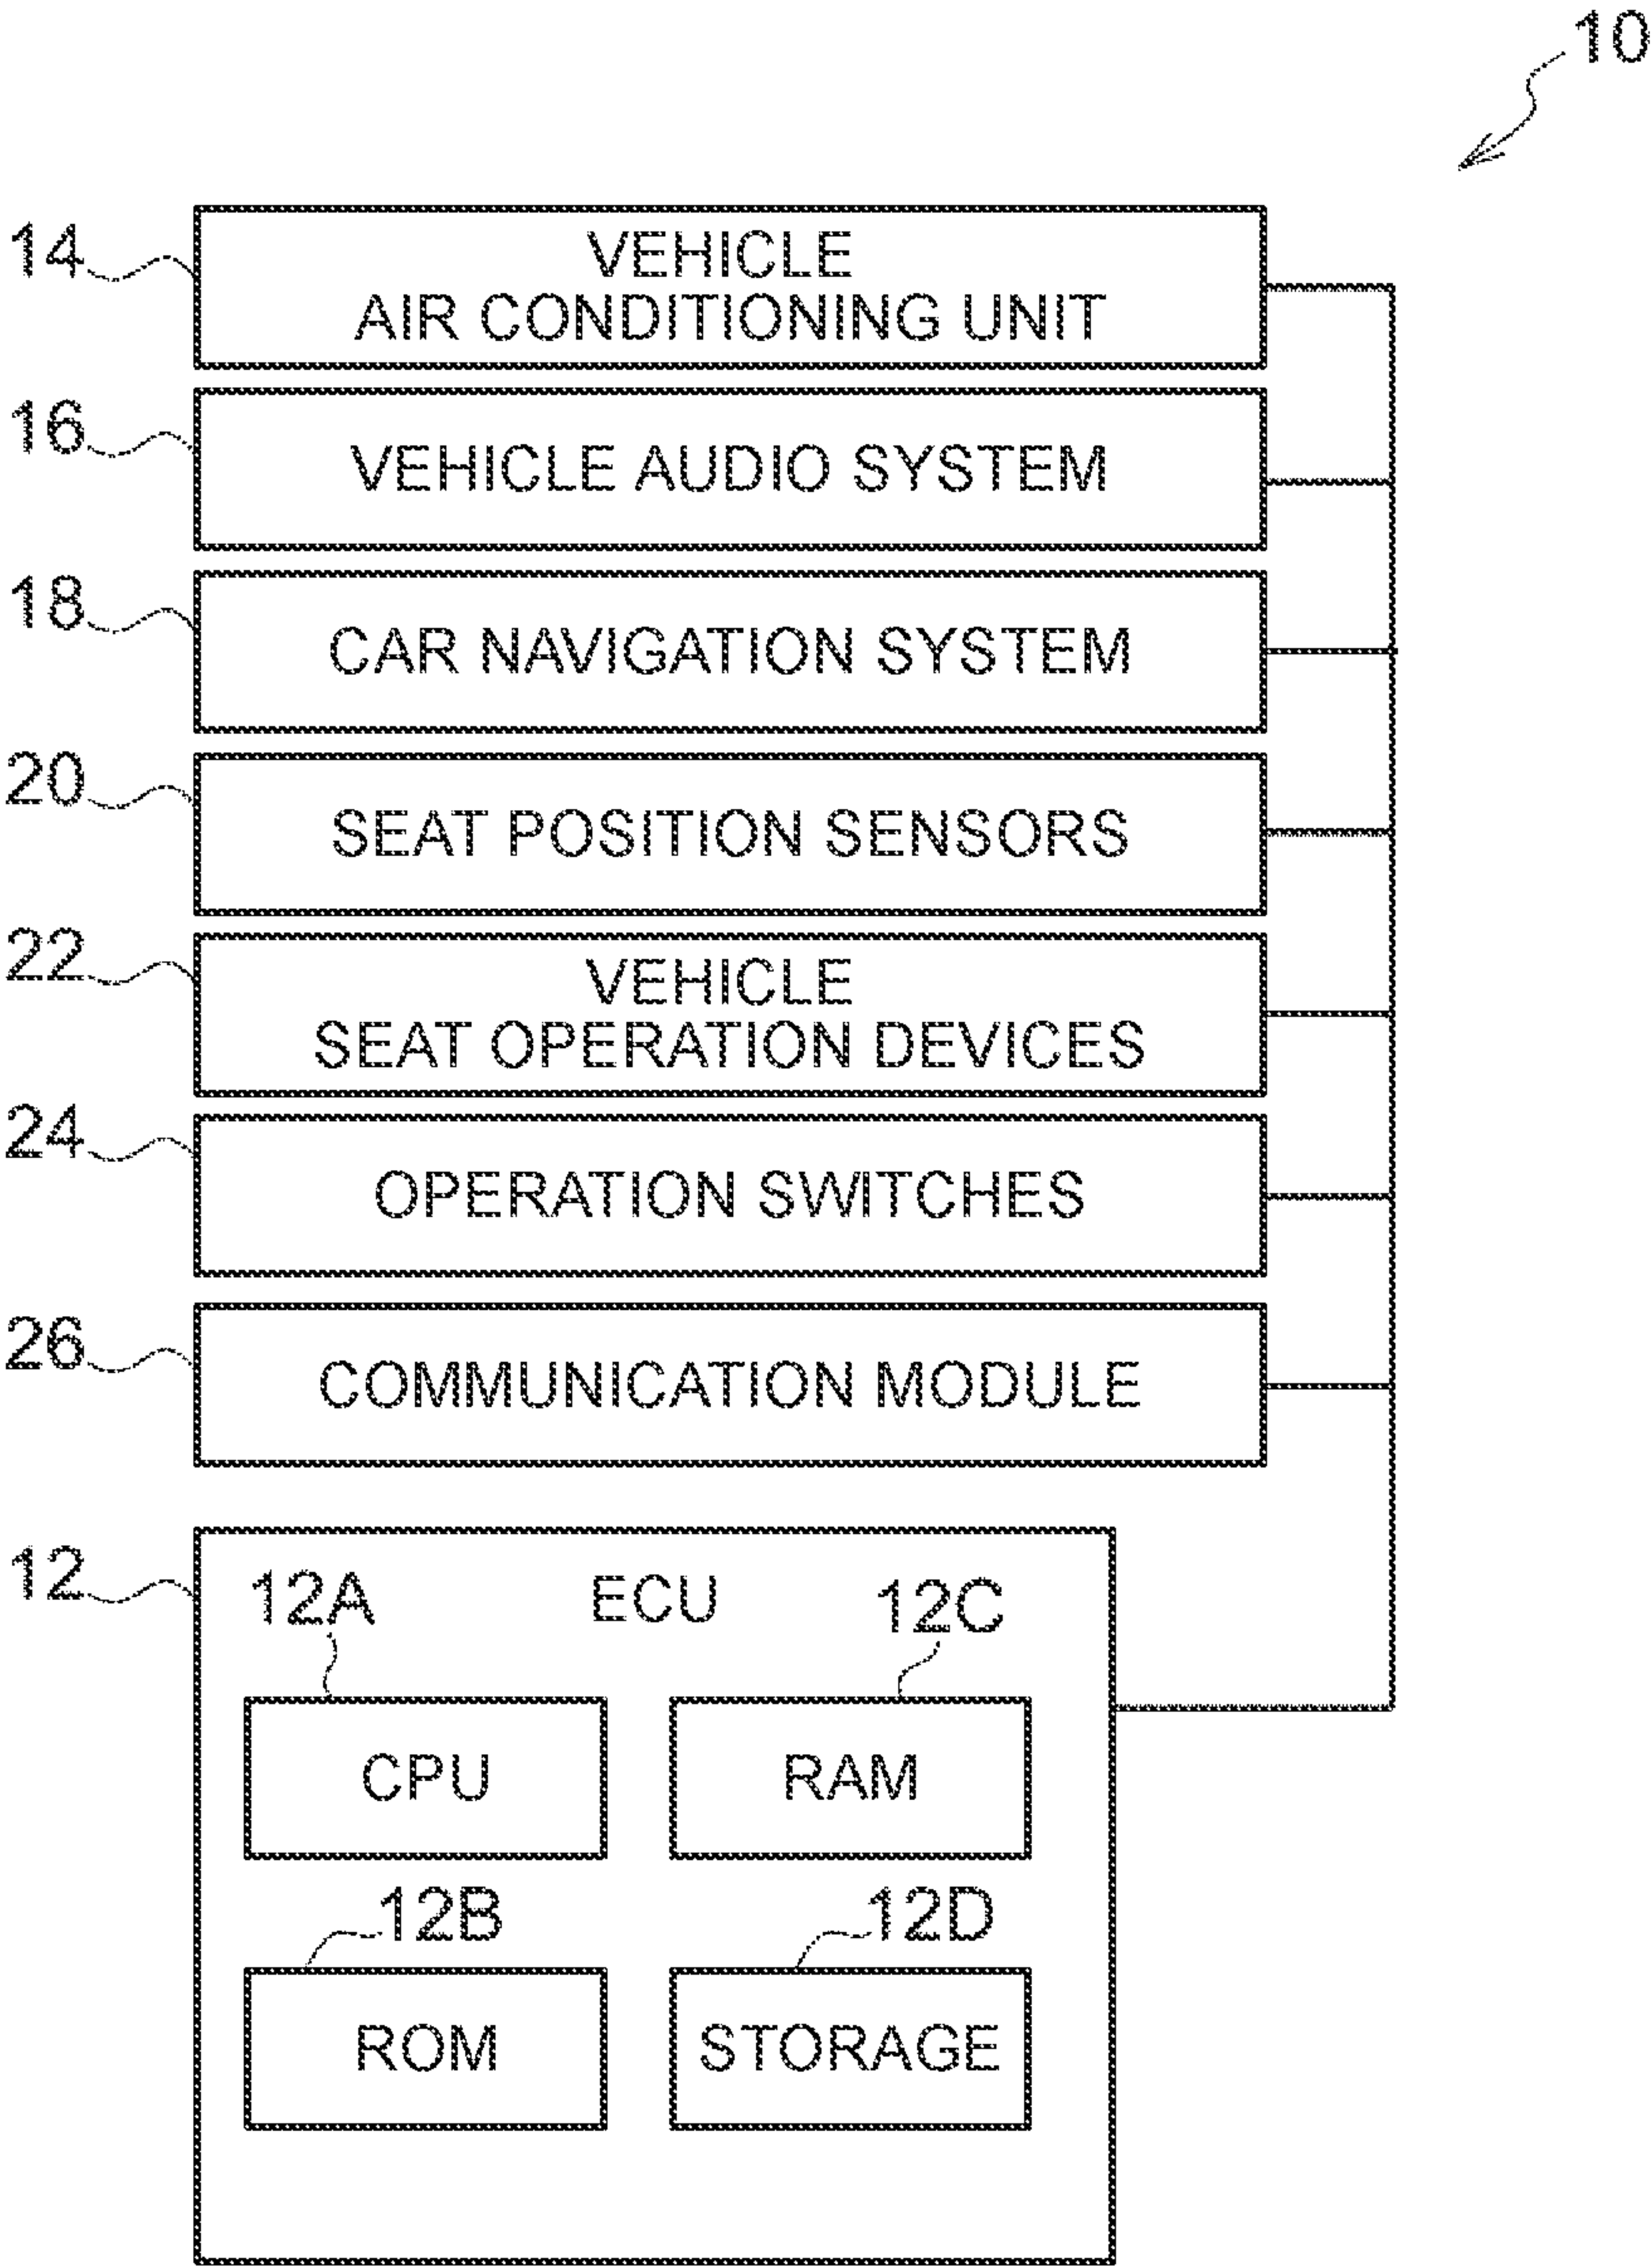 10
14
VEHICLE
AIR CONDITIONING UNIT
16
VEHICLE AUDIO SYSTEM
18
CAR NAVIGATION SYSTEM
20
SEAT POSITION SENSORS
22
VEHICLE
SEAT OPERATION DEVICES
24
OPERATION SWITCHES
26
COMMUNICATION MODULE
12
12A
ECU
12C
CPU
RAM
12B
12D
ROM
STORAGE